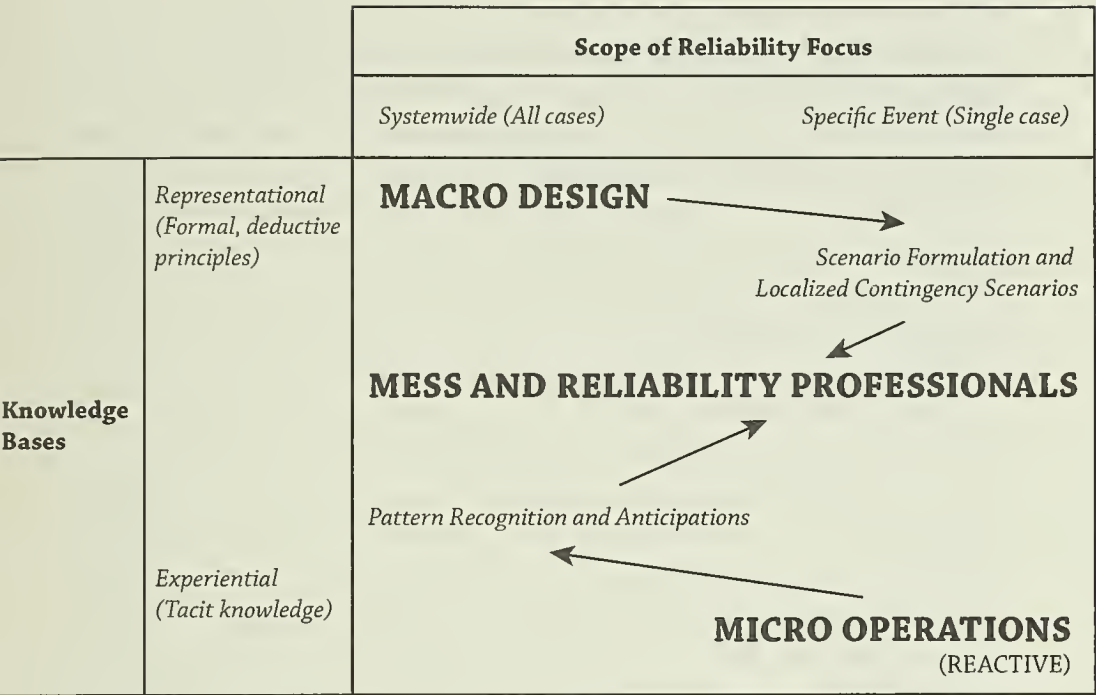 Scope of Reliability Focus
Systemwide (All cases)
Specific Event (Single case)
Representational
(Formal, deductive
principles)
MACRO DESIGN
Scenario Formulation and
Localized Contingency Scenarios
MESS AND RELIABILITY PROFESSIONALS
Knowledge
Bases
Pattern Recognition and Anticipations
Experiential
(Tacit knowledge)
MICRO OPERATIONS
(REACTIVE)